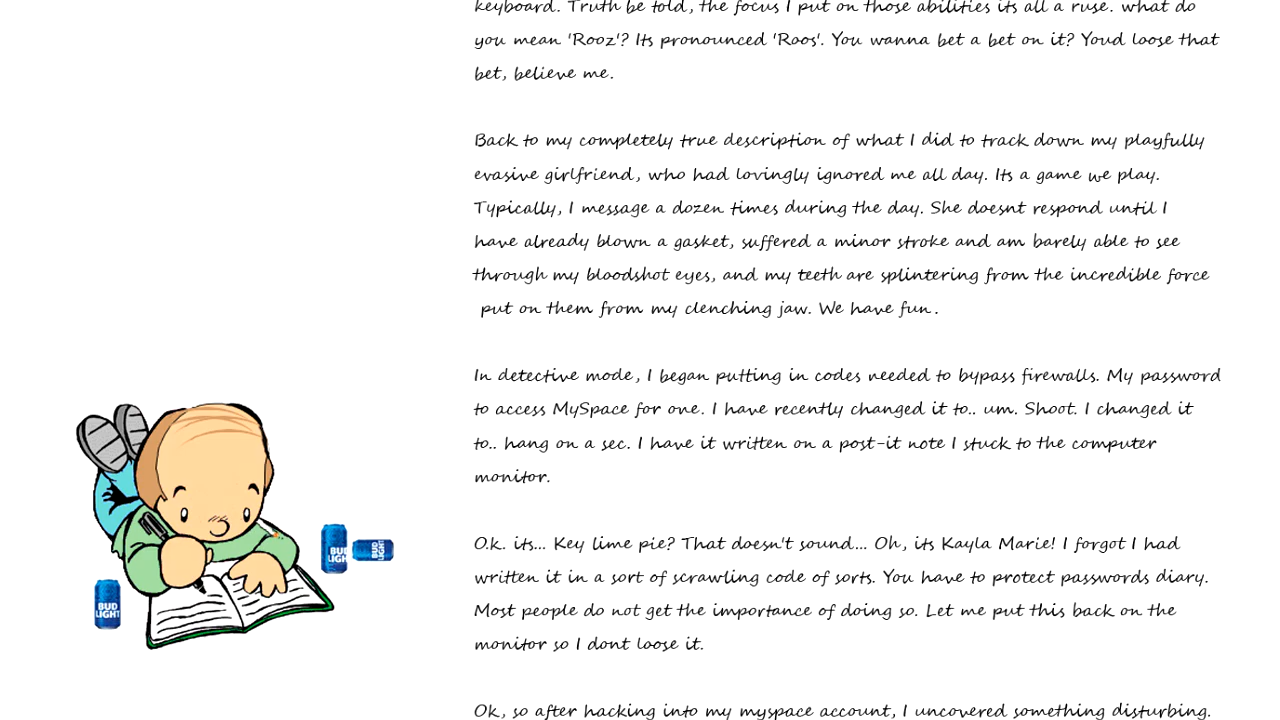 keyboard. Truth be told, the focus I put on those abilities its all a ruse. what do
you mean 'Rooz'? Its pronounced 'Roos'. You wanna bet a bet on it? Youd loose that
bet, believe me.
Back to my completely true description of what I did to track down my playfully
evasive girlfriend, who had lovingly ignored me all day. Its a game we play.
Typically, I message a dozen times during the day. She doesnt respond until I
have already blown a gasket, suffered a minor stroke and am barely able to see
through my bloodshot eyes, and my teeth are splintering from the incredible force
put on them from my clenching jaw. We have fun.
In detective mode, I began putting in codes needed to bypass firewalls. My password
to access MySpace for one. I have recently changed it to.. um. Shoot. I changed it
to.. hang on a sec. I have it written on a post-it note I stuck to the computer
monitor.
O.k. its... Key lime pie? That doesn't sound... Oh, its Kayla Marie! I forgot I had
written it in a sort of scrawling code of sorts. You have to protect passwords diary.
Most people do not get the importance of doing so. Let me put this back on the
monitor so I dont loose it.
Ok, so after hacking into my myspace account, I uncovered something disturbing.
BUD
LIGHT
BUD
LIGHT
BUD
LIGHT